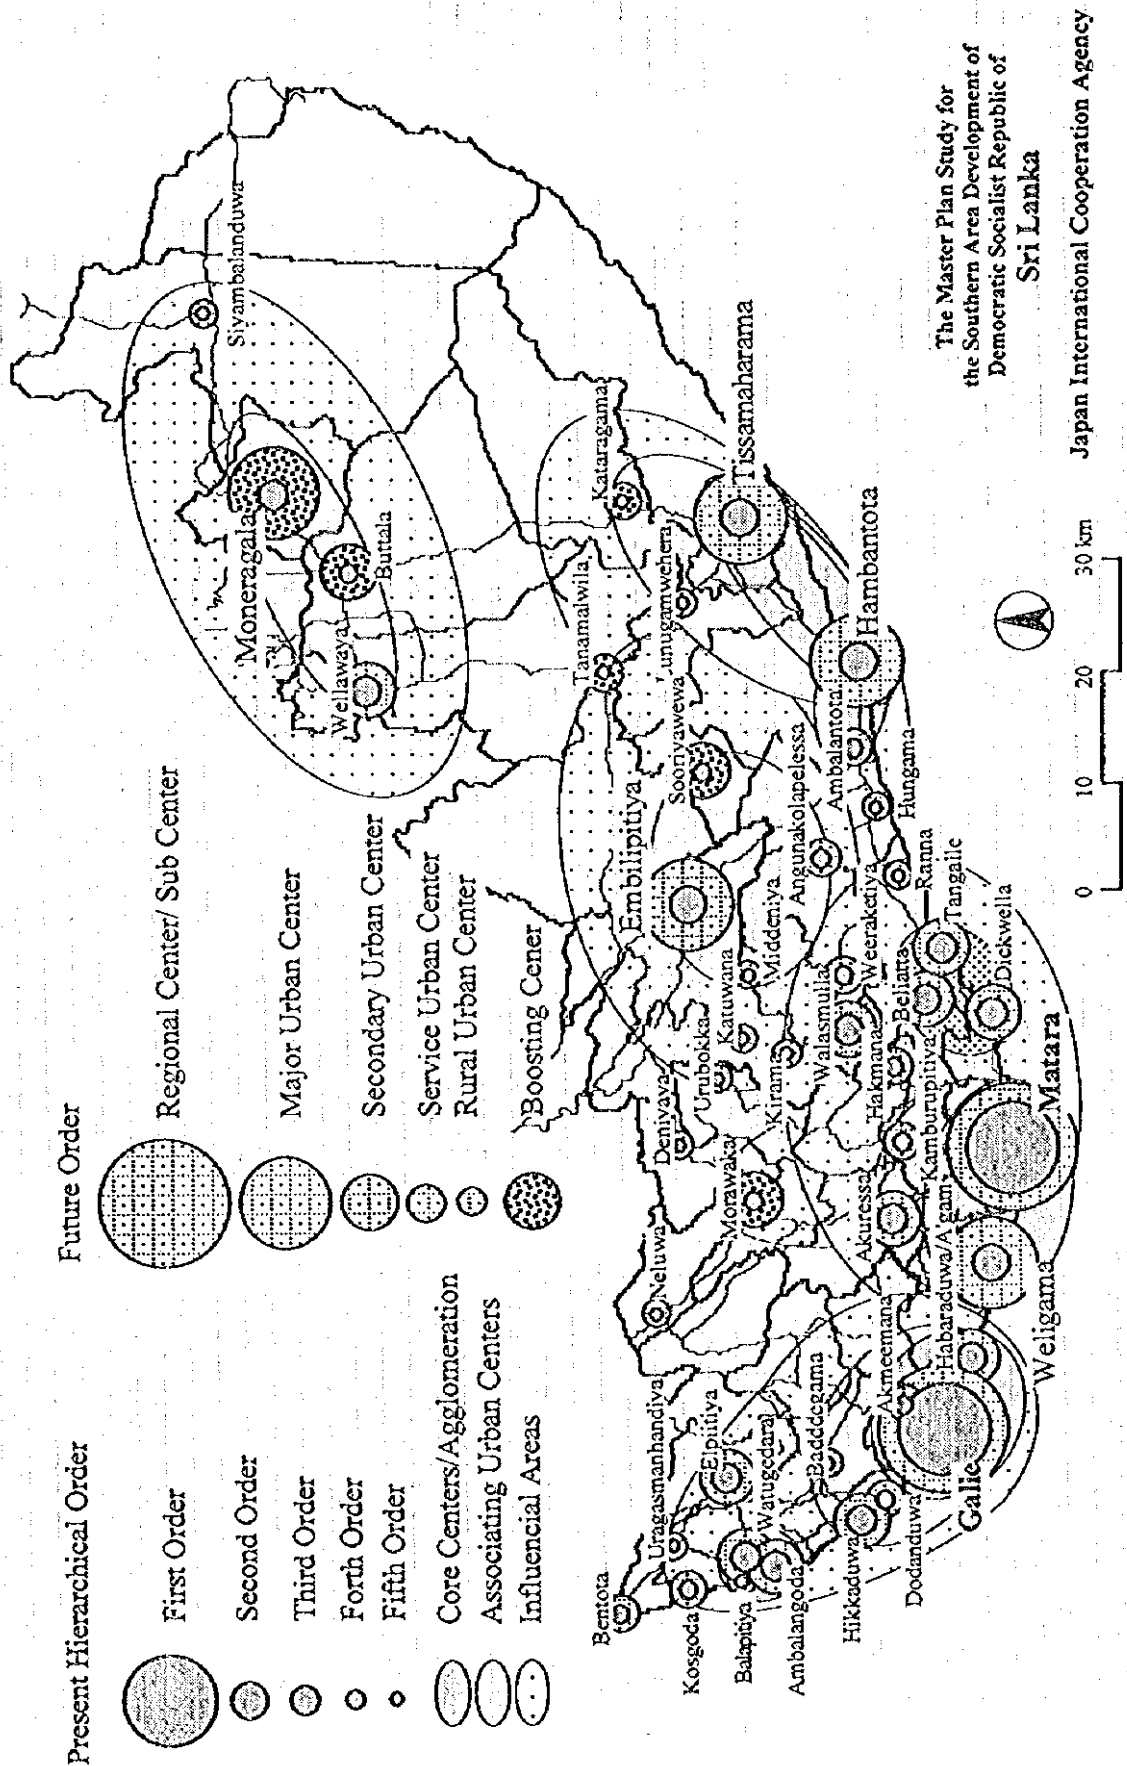 Present Hierarchical Order
First Order
Second Order
Third Order
Forth Order
Fifth Order
Core Centers/Agglomeration
Associating Urban Centers
Influencial Areas
Future Order
Regional Center/ Sub Center
Major Urban Center
Secondary Urban Center
Service Urban Center
Rural Urban Center
Boosting Cener
Siyambalanduwa
Moneragala
Buttala
Wellawaya
Kataragama
Tanamalwila
Tissamaharama
unugamwehera
Sooriyawewa
Embilipitiya
Hambantota
Ambalantota
Hungama
Angunakolapelessa
Ranna
Tangalle
Dickwella
Middeniya
Weeraketiya
Beliatta
Walasmulla
Katuwana
Urubokka
Kirama
Hakmana
Kamburupitiya
Deniyaya
Morawaka
Akuressa
Matara
Neluwa
Habaraduwa/A'gam
Weligama
Akmeemana
Baddegama
Galle
Uragasmanhandiya
Elpitiya
Watugedara
Bentota
Kosgoda
Balapitiya
Ambalangoda
Hikkaduwa
Dodanduwa
0 10 20 30 km
The Master Plan Study for
the Southern Area Development of
Democratic Socialist Republic of
Sri Lanka
Japan International Cooperation Agency